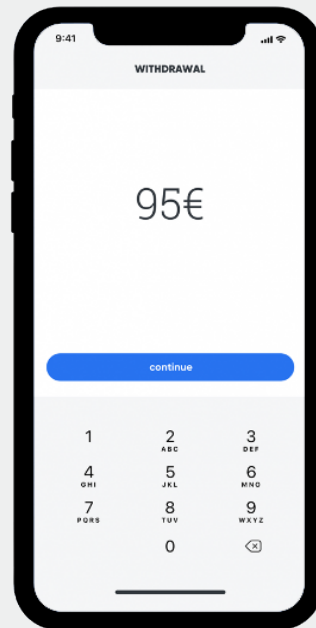 9:41
WITHDRAWAL
95€
continue
1 2 3
ABC DEF
4 5 6
GHI JKL MNO
7 8 9
PQRS TUV WXYZ
0